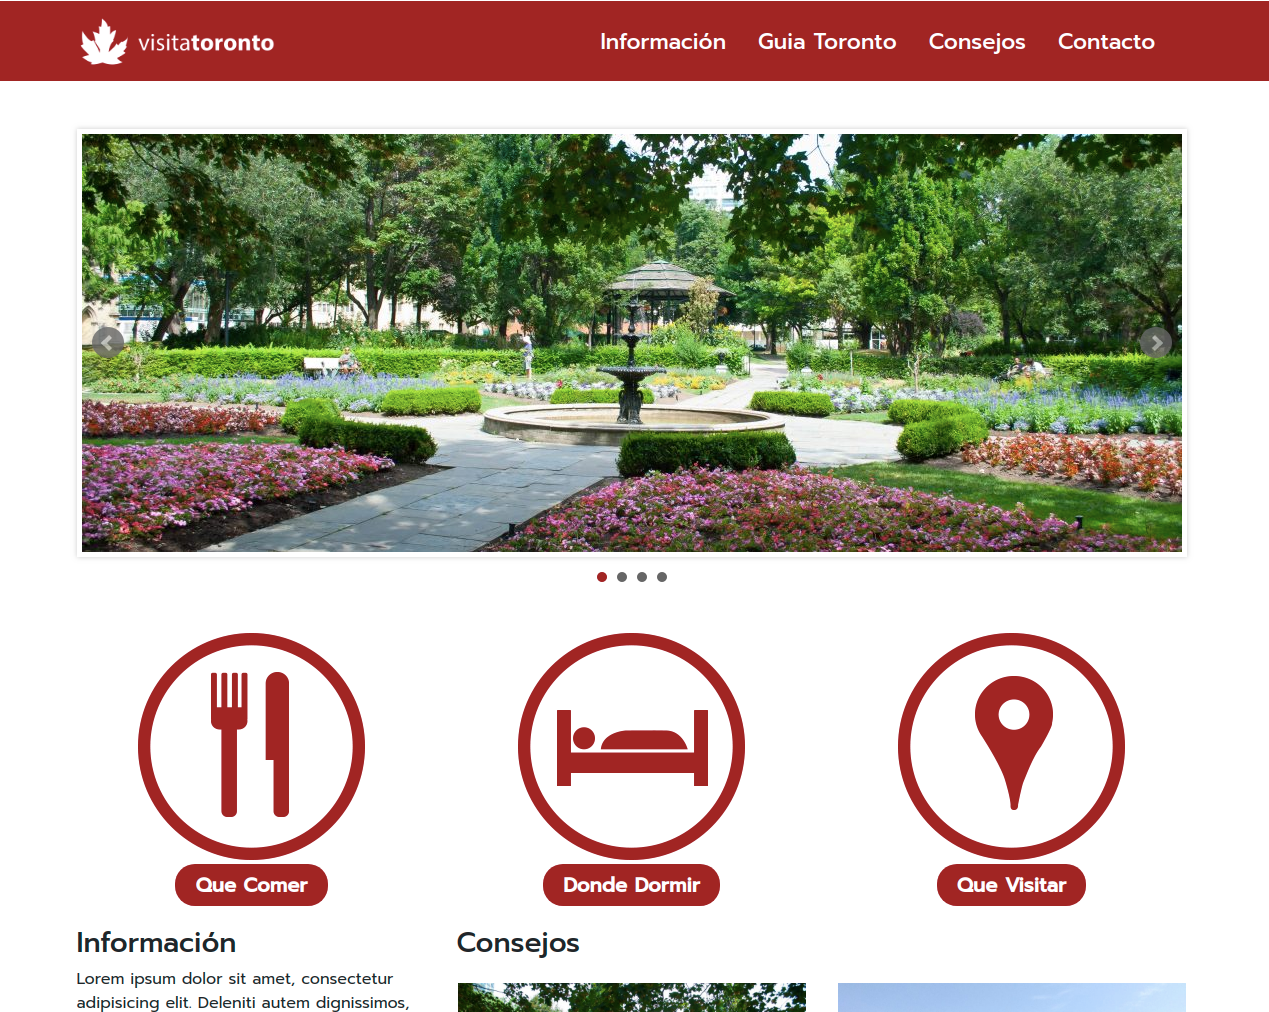 visitatoronto
Información Guia Toronto Consejos Contacto
Que Comer
Donde Dormir
Que Visitar
Información
Lorem ipsum dolor sit amet, consectetur
adipisicing elit. Deleniti autem dignissimos,
Consejos